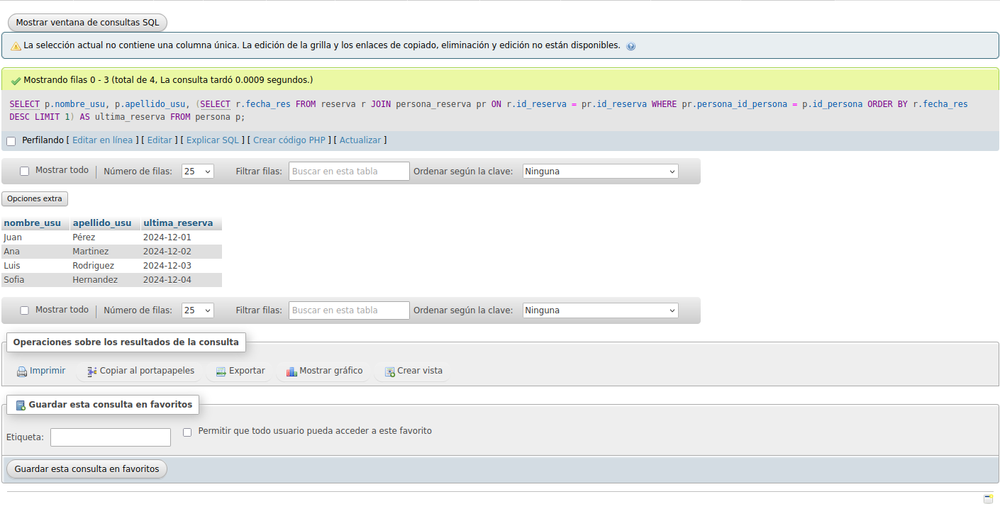 Mostrar ventana de consultas SQL
La selección actual no contiene una columna única. La edición de la grilla y los enlaces de copiado, eliminación y edición no están disponibles.
Mostrando filas 0 - 3 (total de 4, La consulta tardó 0.0009 segundos.)
SELECT p.nombre_usu, p.apellido_usu, (SELECT r.fecha_res FROM reserva r JOIN persona_reserva pr ON r.id_reserva = pr.id_reserva WHERE pr.persona_id_persona = p.id_persona ORDER BY r.fecha_res
DESC LIMIT 1) AS ultima_reserva FROM persona p;
Perfilando [ Editar en línea ] [ Editar ] [ Explicar SQL ] [ Crear código PHP ] [ Actualizar ]
Mostrar todo Número de filas: 25 Filtrar filas: Buscar en esta tabla Ordenar según la clave: Ninguna
Opciones extra
nombre_usu apellido_usu ultima_reserva
Juan Pérez 2024-12-01
Ana Martinez 2024-12-02
Luis Rodriguez 2024-12-03
Sofia Hernandez 2024-12-04
Mostrar todo Número de filas: 25 Filtrar filas: Buscar en esta tabla Ordenar según la clave: Ninguna
Operaciones sobre los resultados de la consulta
Imprimir Copiar al portapapeles Exportar Mostrar gráfico Crear vista
Guardar esta consulta en favoritos
Etiqueta: Permitir que todo usuario pueda acceder a este favorito
Guardar esta consulta en favoritos